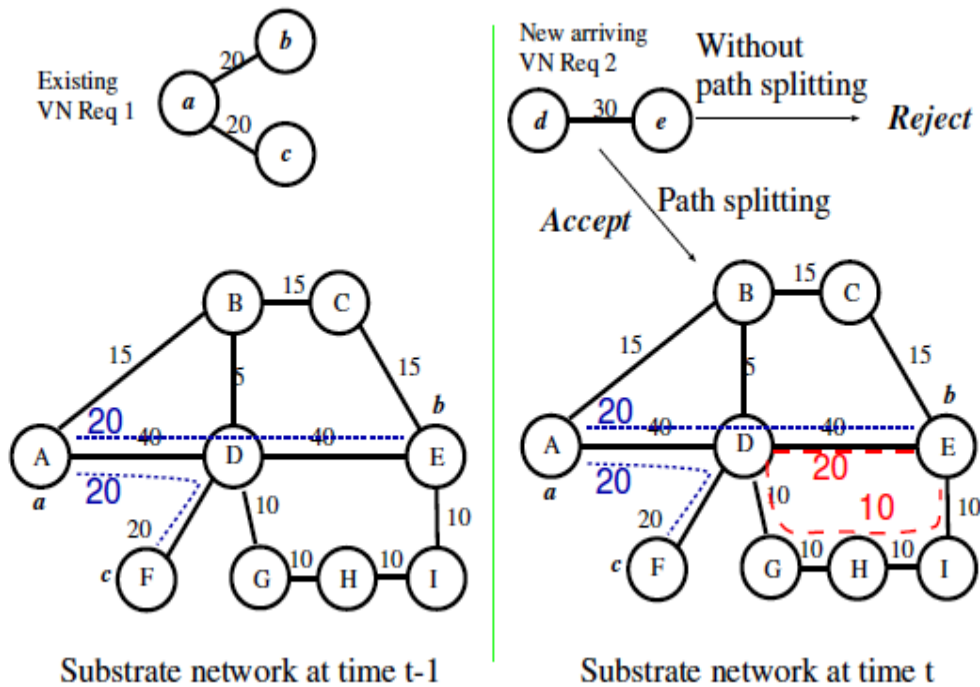 Existing
VN Req 1
b
20
a
20
c
B
15
C
15
5
15
b
20
40
40
A
D
E
a
20
10
10
20
10
10
c
F
G
H
I
Substrate network at time t-1
New arriving
VN Req 2
Without
path splitting
d
30
e
Reject
Path splitting
Accept
B
15
C
15
5
15
b
20
40
40
A
D
E
a
20
20
10
10
10
20
10
10
c
F
G
H
I
Substrate network at time t